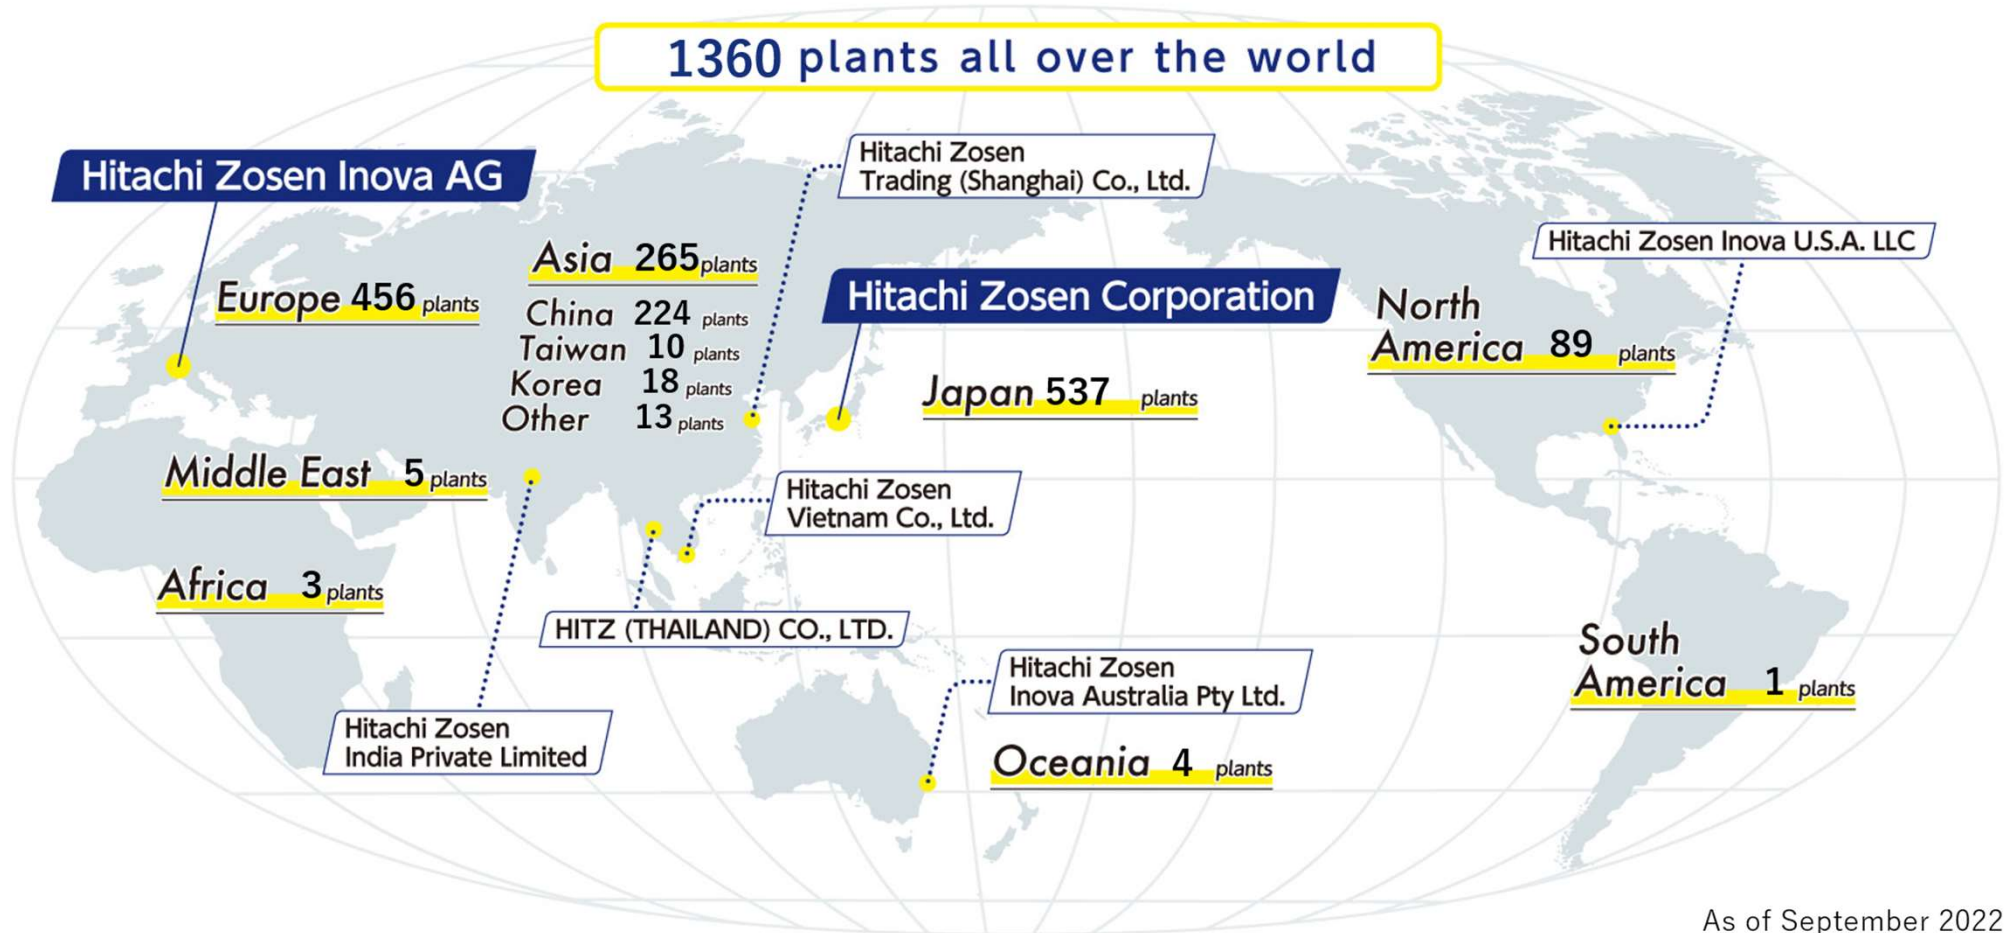 1360 plants all over the world
Hitachi Zosen Inova AG
Europe 456 plants
Asia 265 plants
China 224 plants
Taiwan 10 plants
Korea 18 plants
Other 13 plants
Hitachi Zosen
Trading (Shanghai) Co., Ltd.
Hitachi Zosen Corporation
Japan 537 plants
Hitachi Zosen Inova U.S.A. LLC
North
America 89 plants
Middle East 5 plants
Africa 3 plants
Hitachi Zosen
Vietnam Co., Ltd.
HITZ (THAILAND) CO., LTD.
Hitachi Zosen
India Private Limited
Hitachi Zosen
Inova Australia Pty Ltd.
Oceania 4 plants
South
America 1 plants
As of September 2022